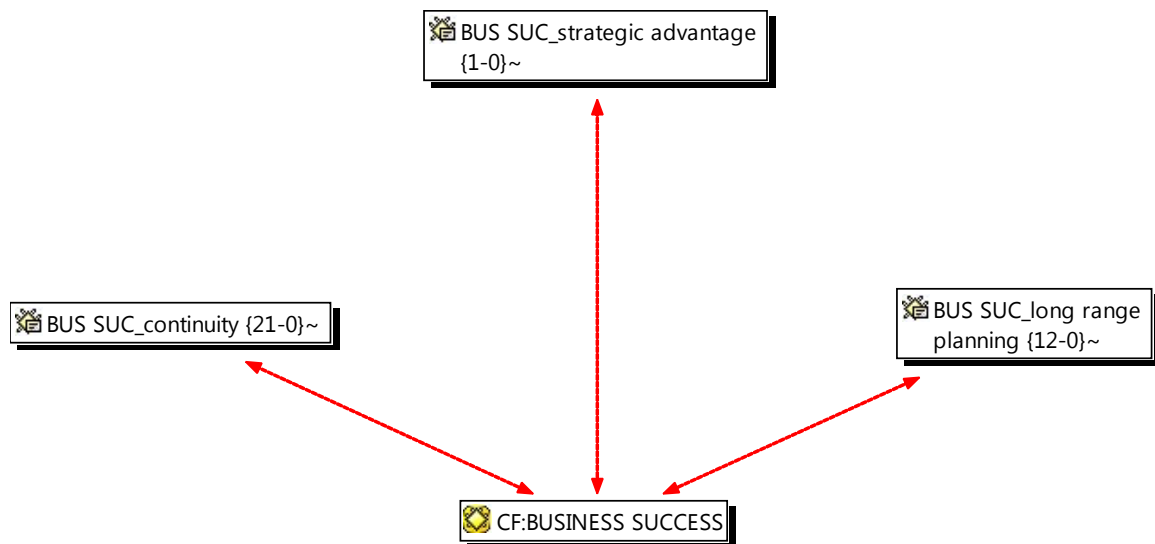 BUS SUC_strategic advantage
{1-0}~
BUS SUC_continuity {21-0}~
BUS SUC_long range
planning {12-0}~
CF:BUSINESS SUCCESS